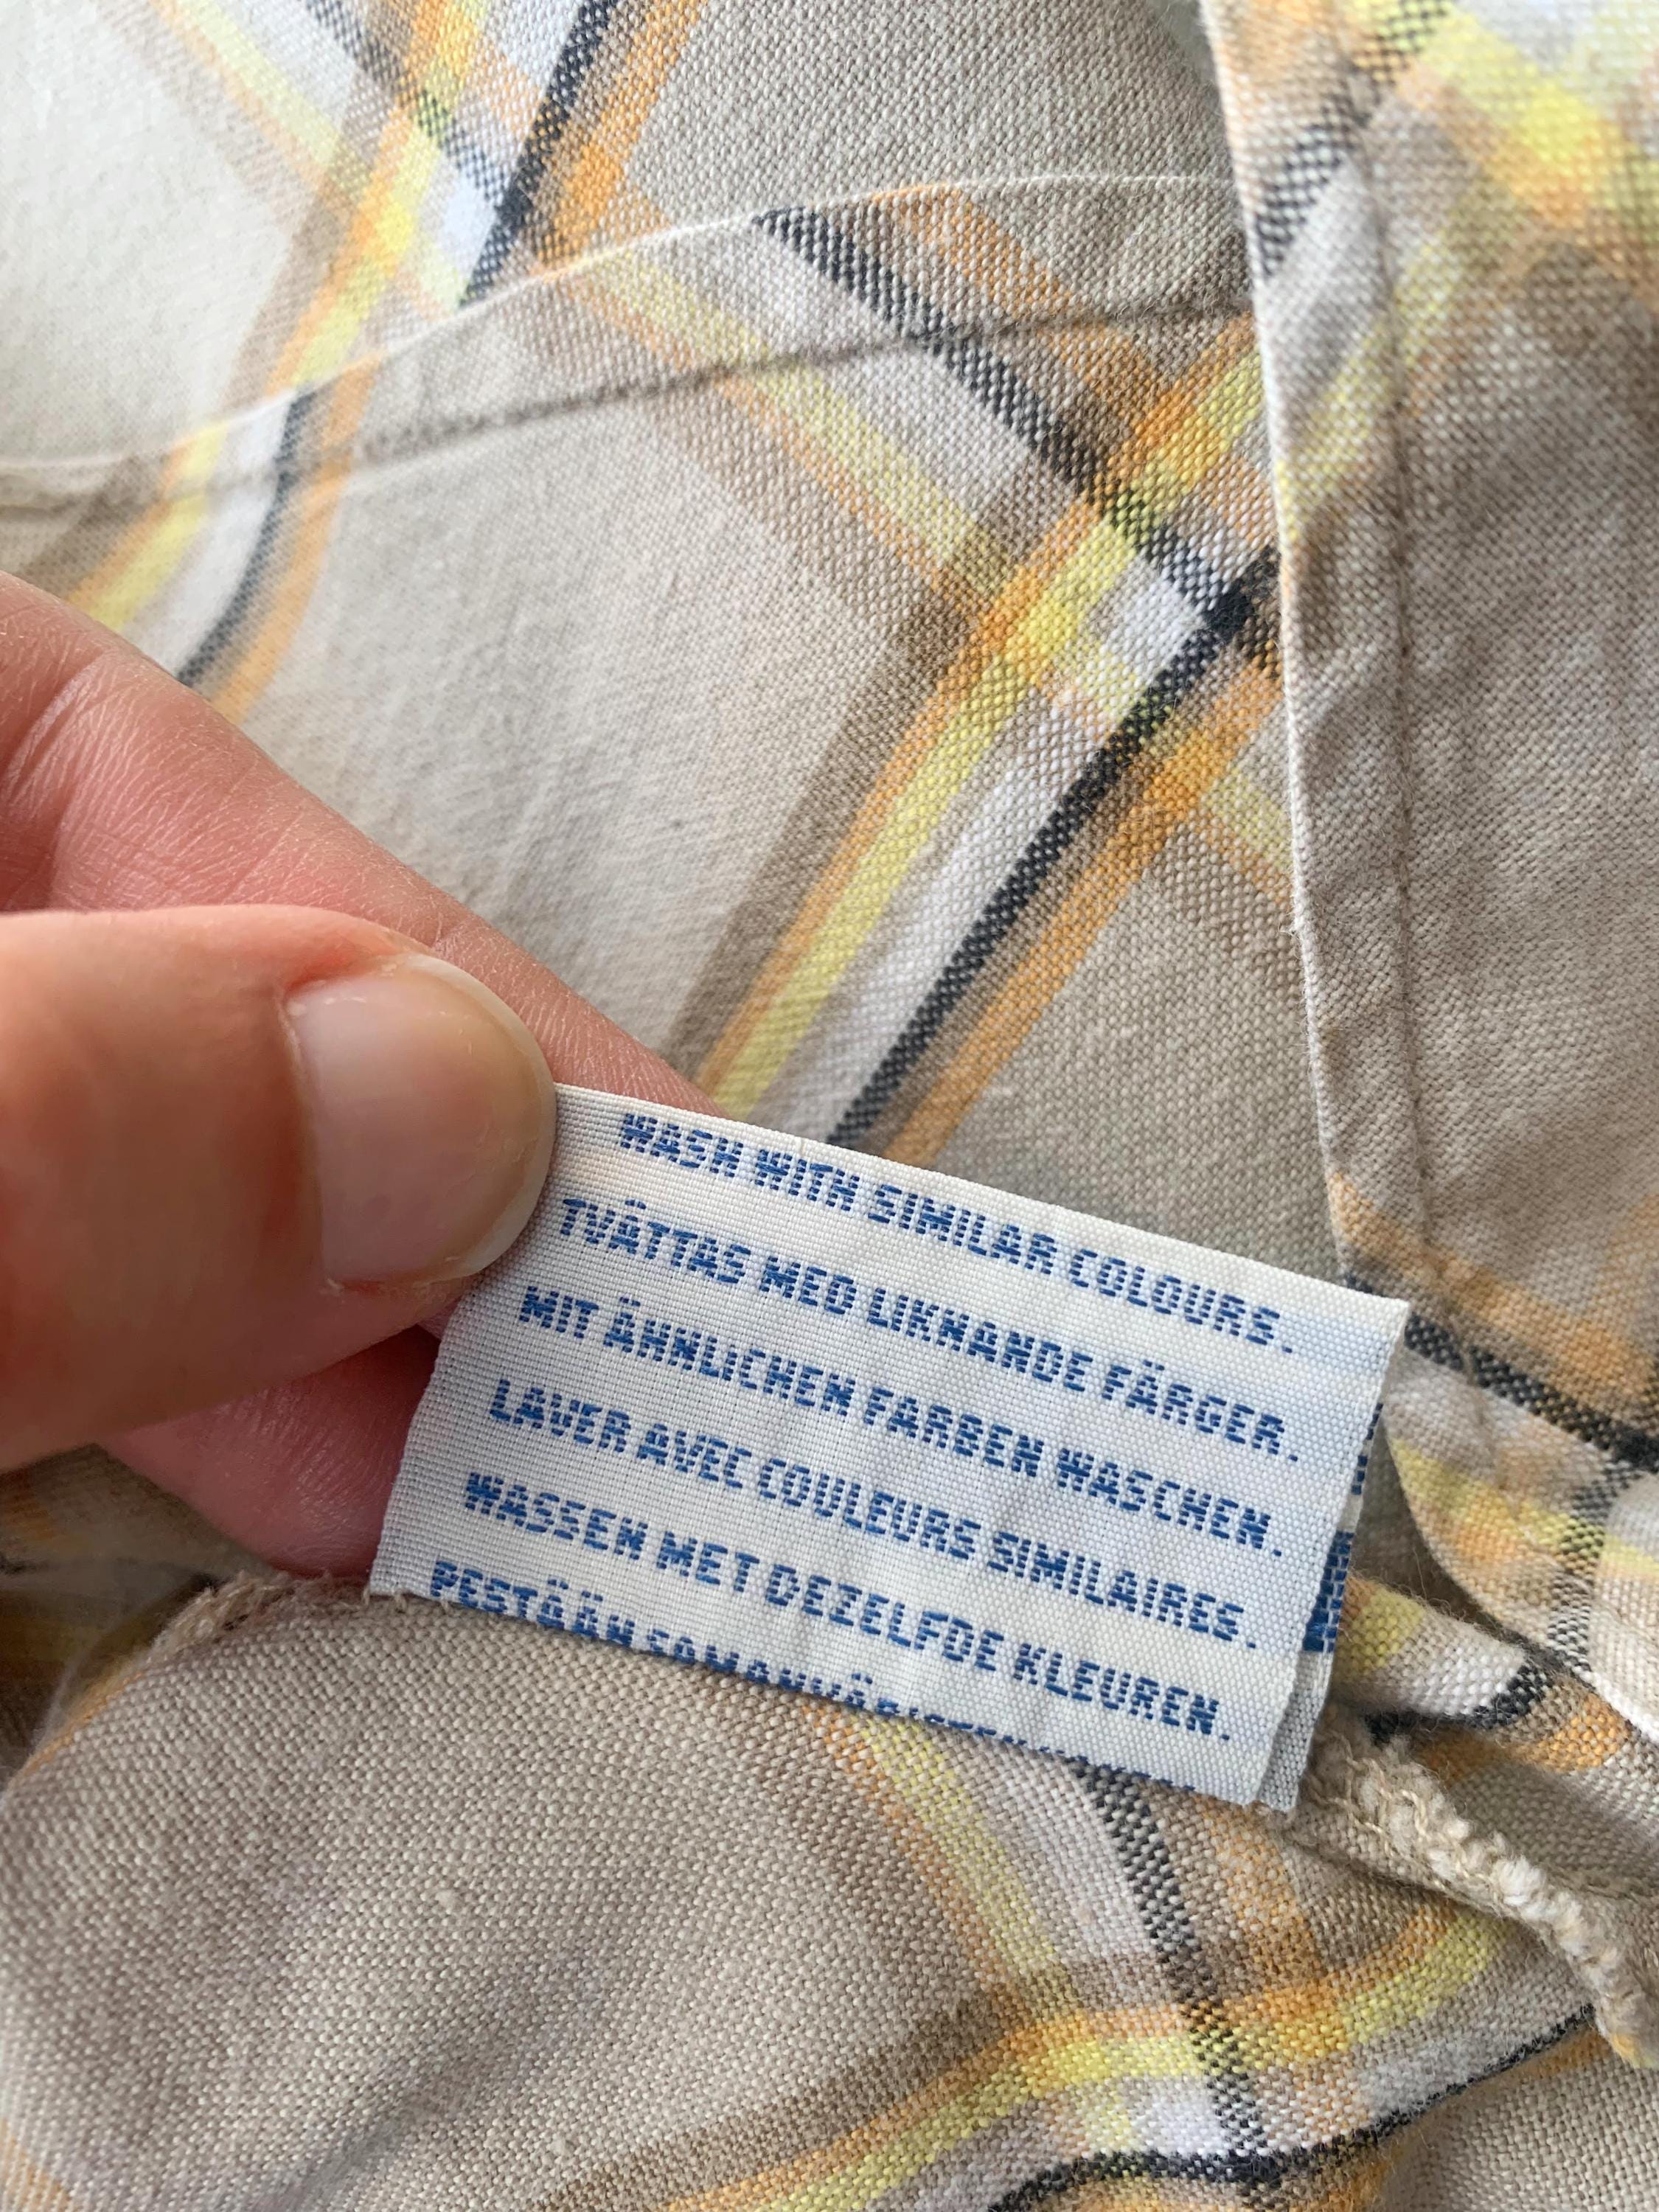 WASH WITH SIMILAR COLOURS.
TVÄTTAS MED LIKNANDE FÄRGER.
MIT ÄHNLICHEN FARBEN WASCHEN.
LAVER AVEC COULEURS SIMILAIRES.
WASSEN MET DEZELFDE KLEUREN.
PESTÄÄN